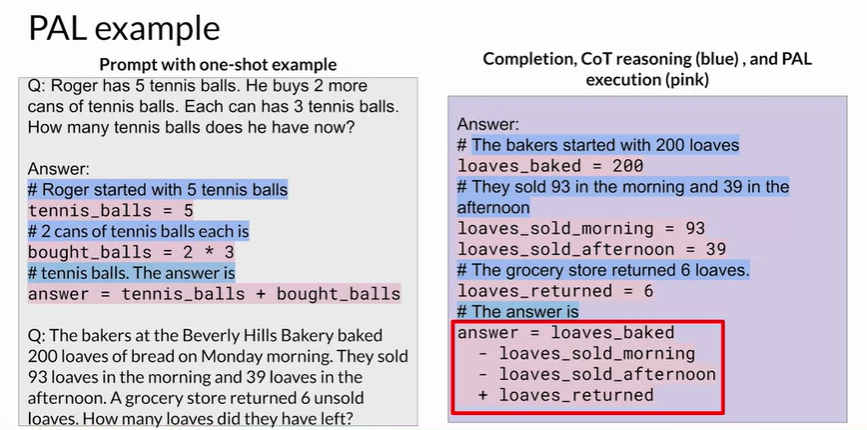 PAL example
Prompt with one-shot example
Q: Roger has 5 tennis balls. He buys 2 more
cans of tennis balls. Each can has 3 tennis balls.
How many tennis balls does he have now?
Answer:
# Roger started with 5 tennis balls
tennis_balls = 5
# 2 cans of tennis balls each is
bought_balls = 2 * 3
# tennis balls. The answer is
answer = tennis_balls + bought_balls
Q: The bakers at the Beverly Hills Bakery baked
200 loaves of bread on Monday morning. They sold
93 loaves in the morning and 39 loaves in the
afternoon. A grocery store returned 6 unsold
loaves. How many loaves did they have left?
Completion, CoT reasoning (blue) , and PAL
execution (pink)
Answer:
# The bakers started with 200 loaves
loaves_baked = 200
# They sold 93 in the morning and 39 in the
afternoon
loaves_sold_morning = 93
loaves_sold_afternoon = 39
# The grocery store returned 6 loaves.
loaves_returned = 6
# The answer is
answer = loaves_baked
- loaves_sold_morning
- loaves_sold_afternoon
+ loaves_returned